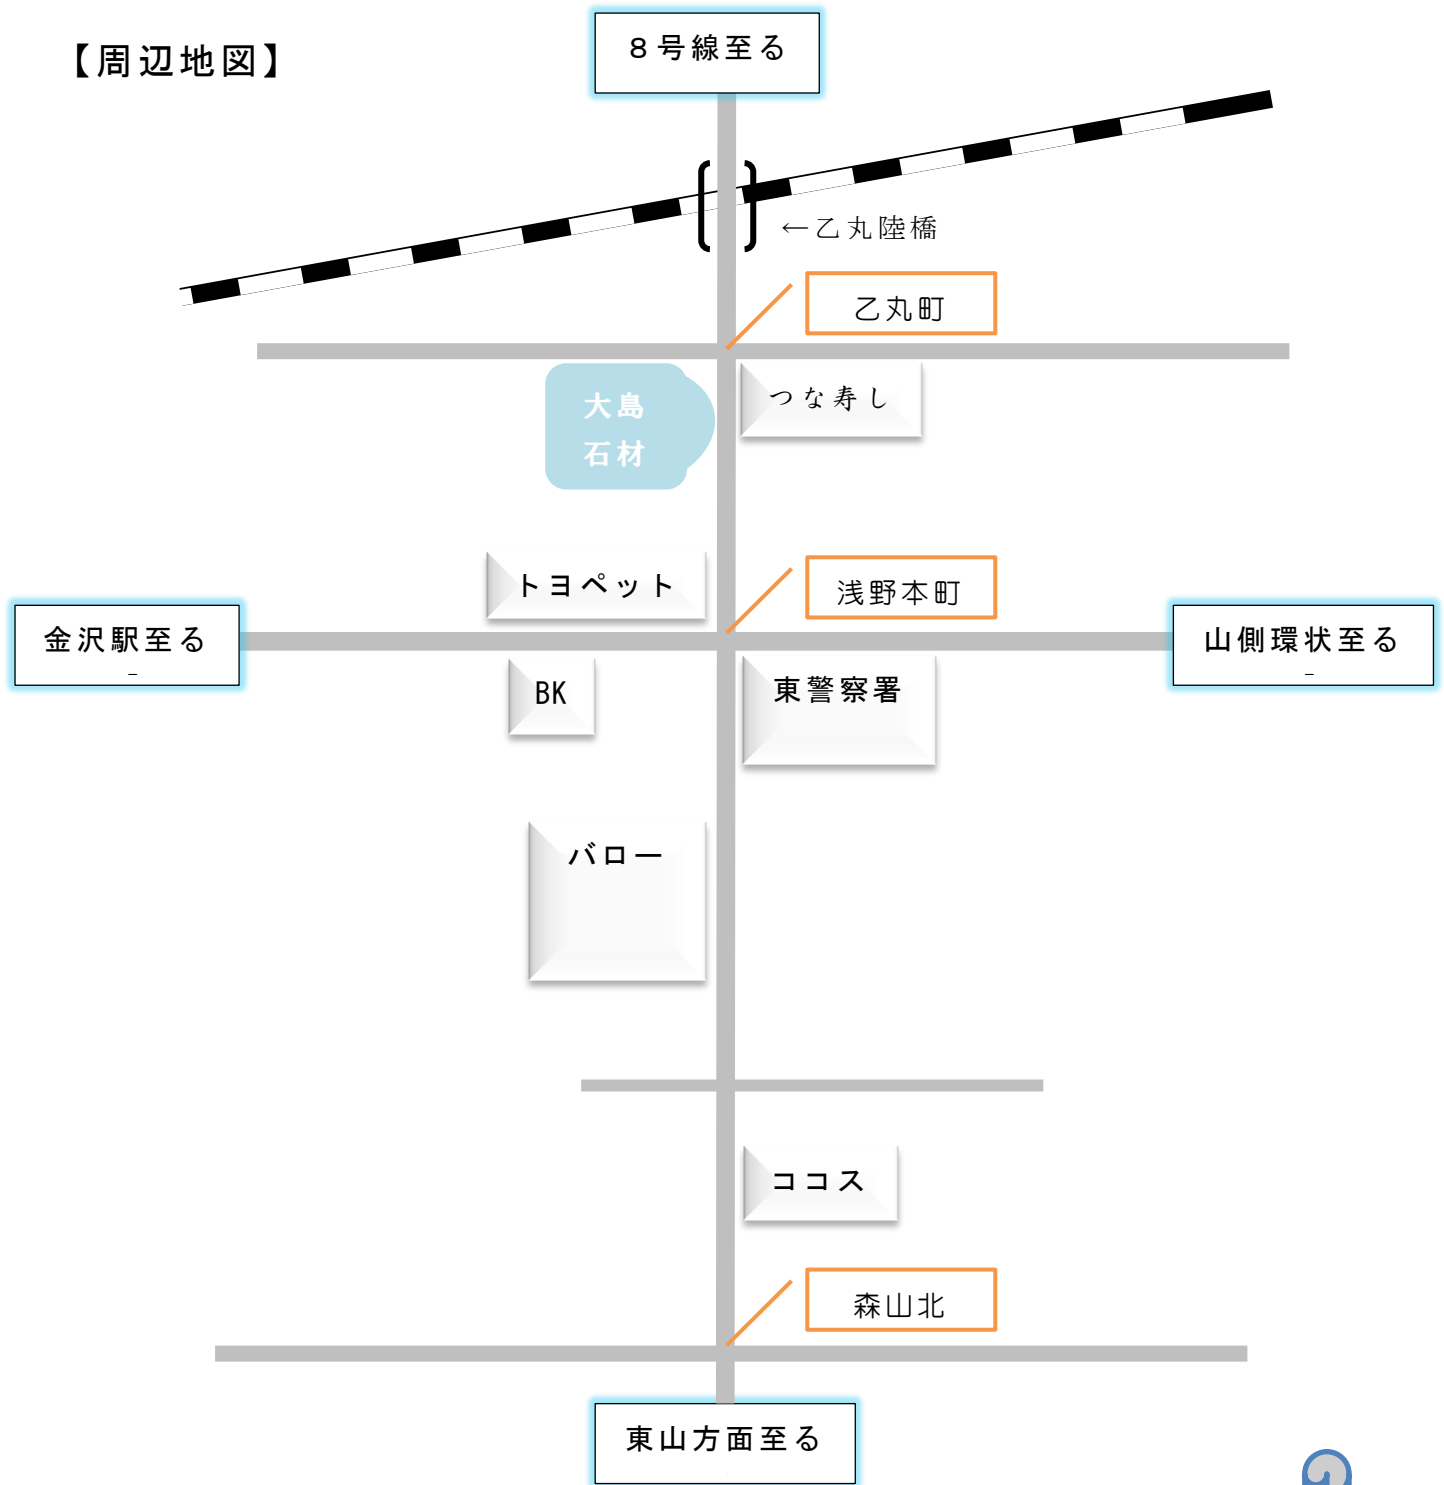 ８号線至る
【周辺地図】
←乙丸陸橋
乙丸町
つな寿し
大島
石材
トヨペット
浅野本町
金沢駅至る
山側環状至る
BK
東警察署
バロー
ココス
森山北
東山方面至る